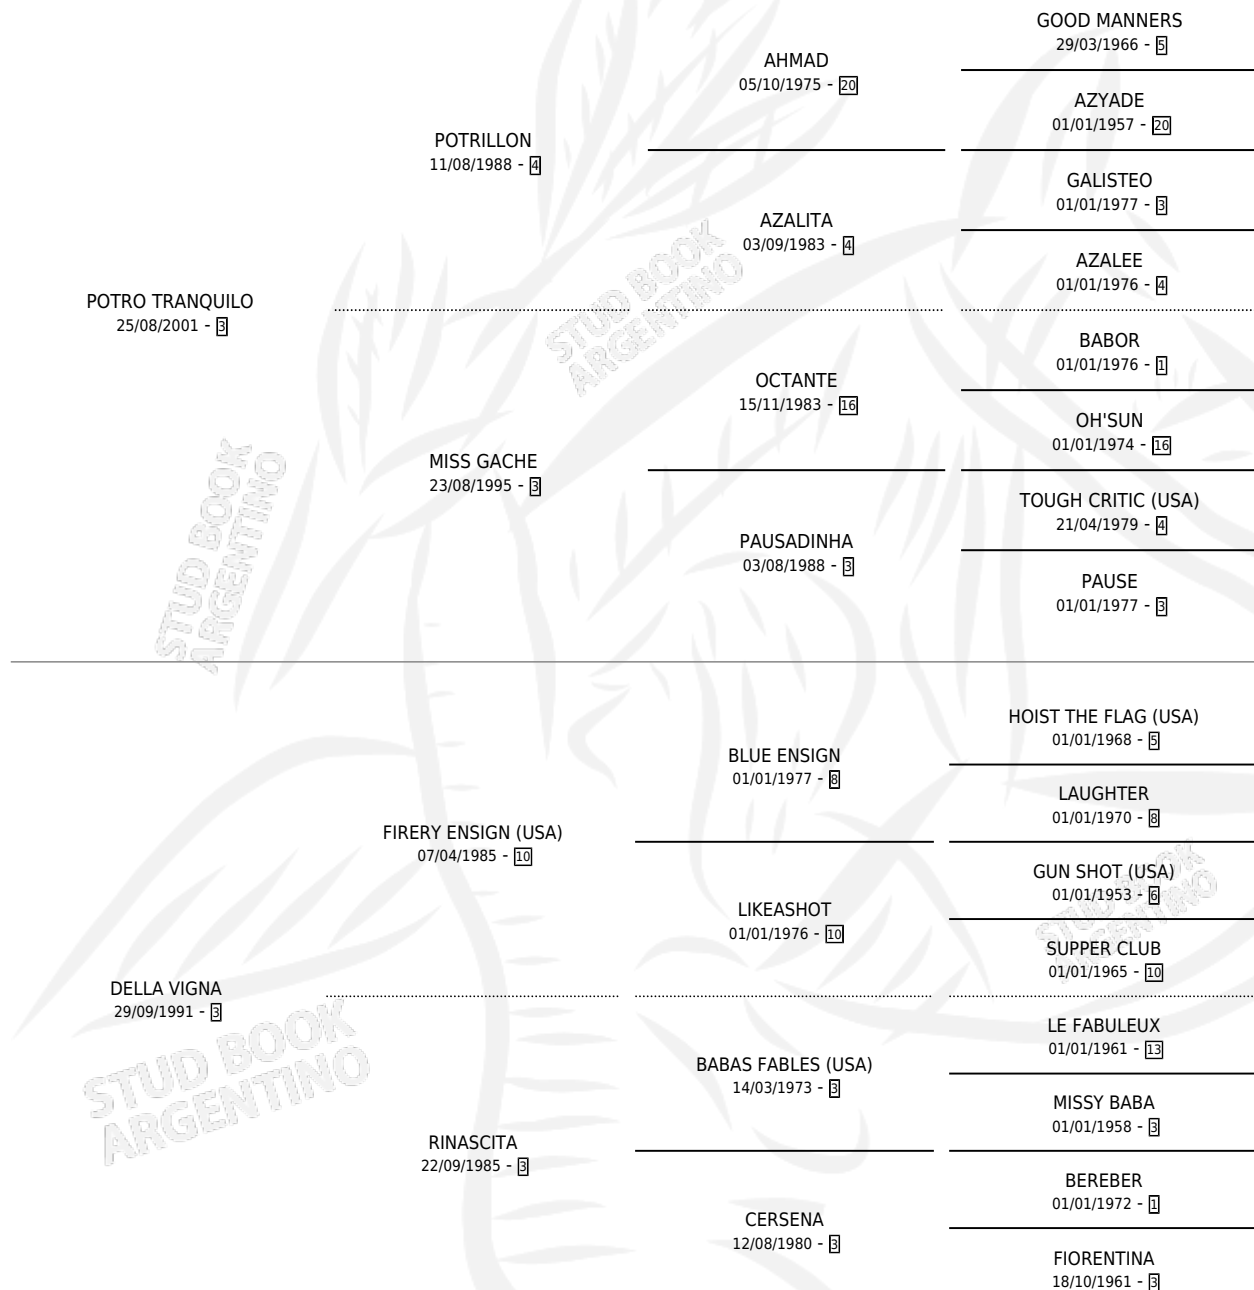 GOOD MANNERS
29/03/1966 - 5
AHMAD
05/10/1975 - 20
AZYADE
01/01/1957 - 20
POTRILLON
11/08/1988 - 4
GALISTEO
01/01/1977 - 3
AZALITA
03/09/1983 - 4
AZALEE
01/01/1976 - 4
POTRO TRANQUILO
25/08/2001 - 3
BABOR
01/01/1976 - 1
OCTANTE
15/11/1983 - 16
OH'SUN
01/01/1974 - 16
MISS GACHE
23/08/1995 - 3
TOUGH CRITIC (USA)
21/04/1979 - 4
PAUSADINHA
03/08/1988 - 3
PAUSE
01/01/1977 - 3
STUD BOOK
ARGENTINO
STUD BOOK
ARGENTINO
HOIST THE FLAG (USA)
01/01/1968 - 5
BLUE ENSIGN
01/01/1977 - 8
LAUGHTER
01/01/1970 - 8
FIRERY ENSIGN (USA)
07/04/1985 - 10
GUN SHOT (USA)
01/01/1953 - 6
LIKEASHOT
01/01/1976 - 10
SUPPER CLUB
01/01/1965 - 10
DELLA VIGNA
29/09/1991 - 3
LE FABULEUX
01/01/1961 - 13
BABAS FABLES (USA)
14/03/1973 - 3
MISSY BABA
01/01/1958 - 3
RINASCITA
22/09/1985 - 3
BEREBER
01/01/1972 - 1
CERSENA
12/08/1980 - 3
FIORENTINA
18/10/1961 - 3
STUD BOOK
ARGENTINO
STUD BOOK
ARGENTINO